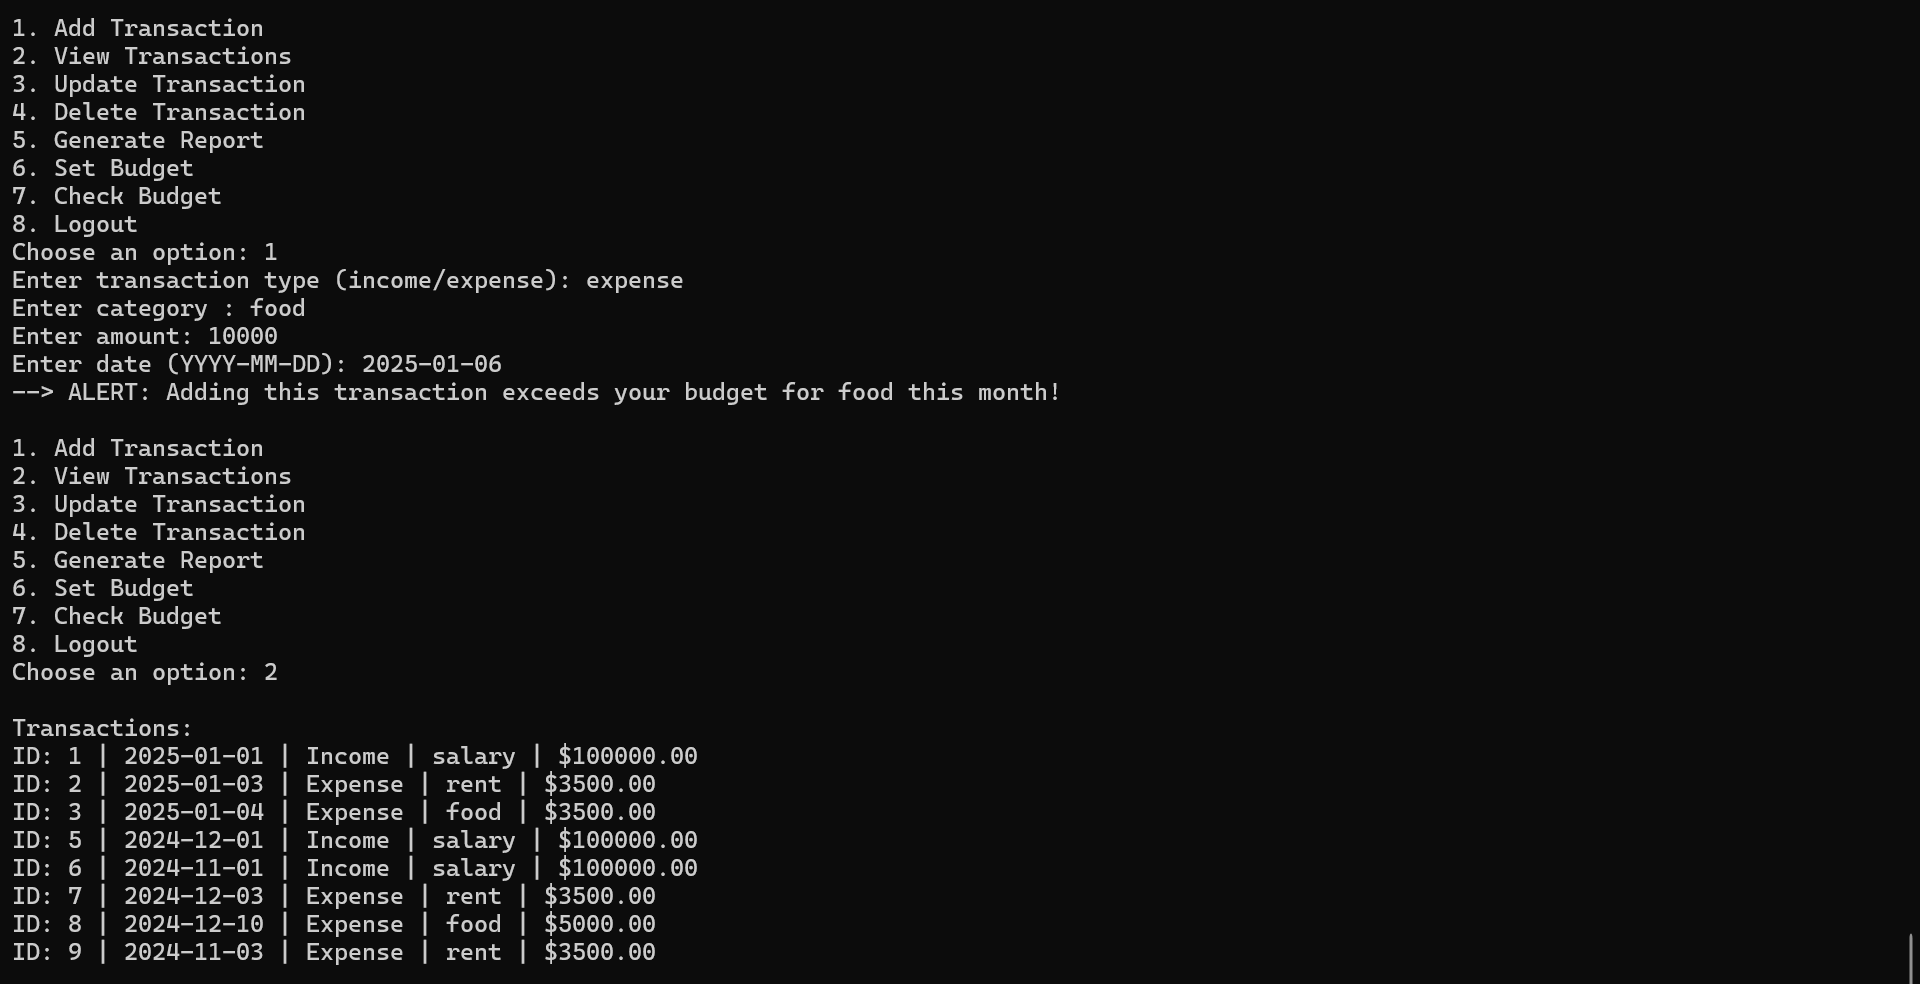 1. Add Transaction
2. View Transactions
3. Update Transaction
4. Delete Transaction
5. Generate Report
6. Set Budget
7. Check Budget
8. Logout
Choose an option: 1
Enter transaction type (income/expense): expense
Enter category : food
Enter amount: 10000
Enter date (YYYY-MM-DD): 2025-01-06
--> ALERT: Adding this transaction exceeds your budget for food this month!
1. Add Transaction
2. View Transactions
3. Update Transaction
4. Delete Transaction
5. Generate Report
6. Set Budget
7. Check Budget
8. Logout
Choose an option: 2
Transactions:
ID: 1 | 2025-01-01 | Income | salary | $100000.00
ID: 2 | 2025-01-03 | Expense | rent | $3500.00
ID: 3 | 2025-01-04 | Expense | food | $3500.00
ID: 5 | 2024-12-01 | Income | salary | $100000.00
ID: 6 | 2024-11-01 | Income | salary | $100000.00
ID: 7 | 2024-12-03 | Expense | rent | $3500.00
ID: 8 | 2024-12-10 | Expense | food | $5000.00
ID: 9 | 2024-11-03 | Expense | rent | $3500.00